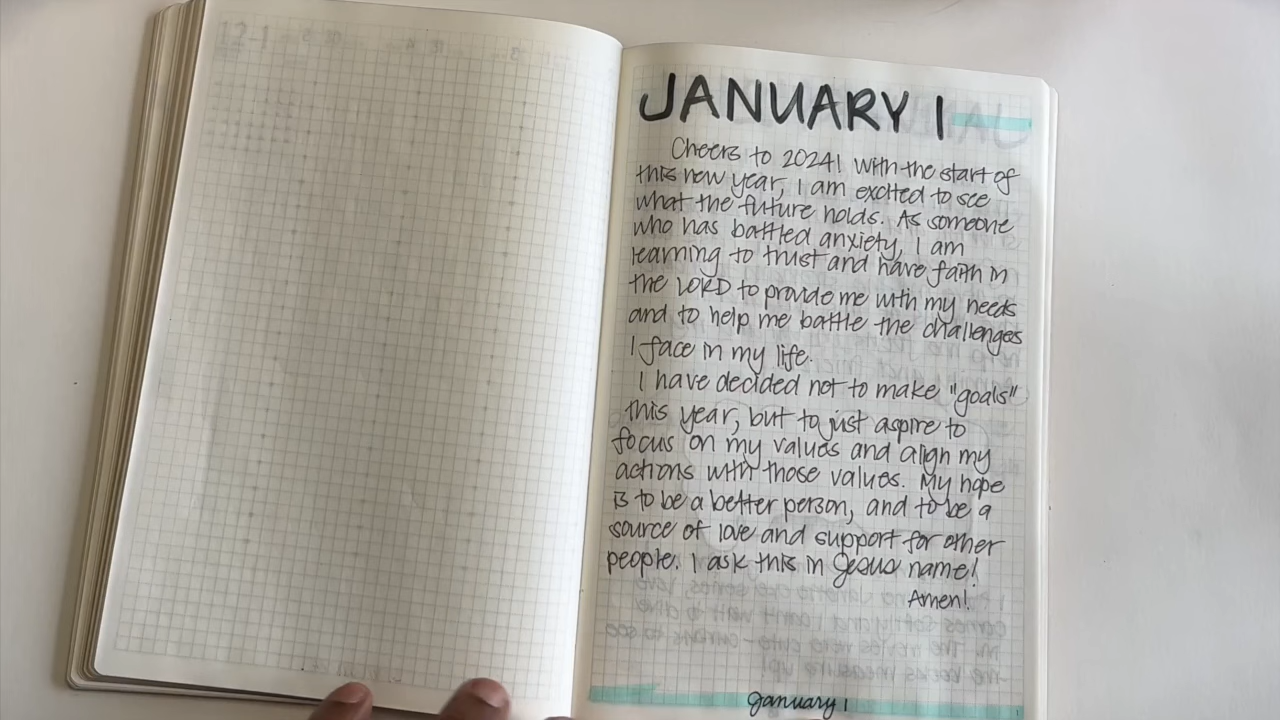 JANUARY 1
Cheers to 2024! With the start of
this new year, I am excited to see
what the future holds. As someone
who has battled anxiety, I am
learning to trust and have faith in
the LORD to provide me with my needs
and to help me battle the challenges
I face in my life.
I have decided not to make "goals"
this year, but to just aspire to
focus on my values and align my
actions with those values. My hope
is to be a better person, and to be a
source of love and support for other
people. I ask this in Jesus name!
Amen!
January 1